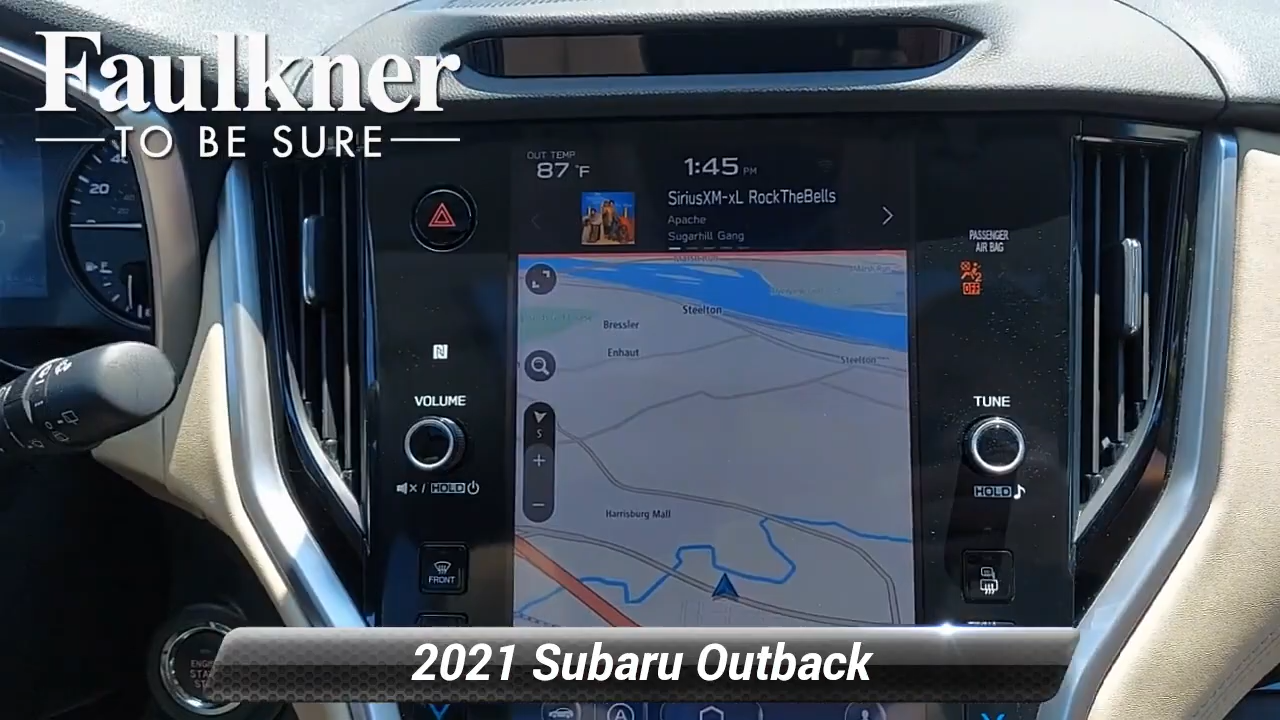 Faulkner
TO BE SURE
OUT TEMP
87 °F
1:45 PM
SiriusXM-xL RockTheBells
Apache
Sugarhill Gang
PASSENGER
AIR BAG
OFF
20
Steelton
Bressler
Enhaut
Steelton
VOLUME
TUNE
S
+
−
HOLD
HOLD
Harrisburg Mall
FRONT
2021 Subaru Outback